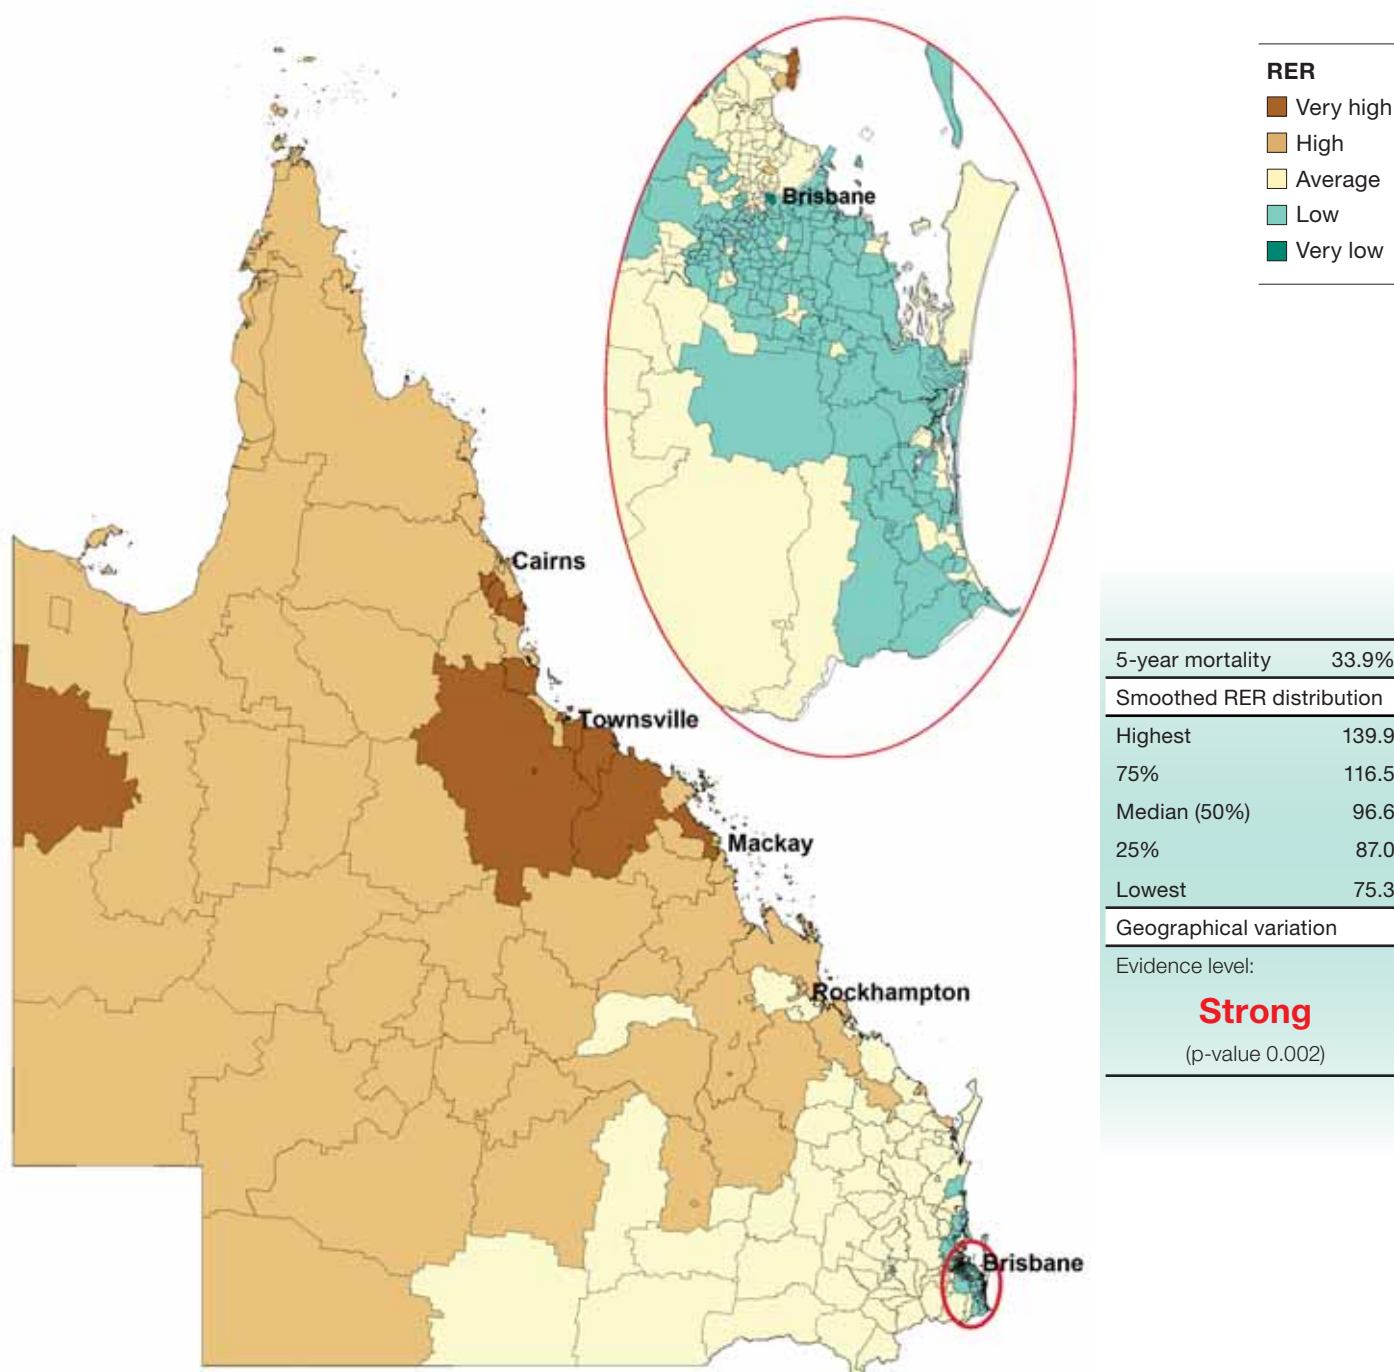 RER
Very high
High
Average
Low
Very low
Brisbane
Cairns
Townsville
Mackay
Rockhampton
Brisbane
5-year mortality 33.9%
Smoothed RER distribution
Highest 139.9
75% 116.5
Median (50%) 96.6
25% 87.0
Lowest 75.3
Geographical variation
Evidence level:
Strong
(p-value 0.002)